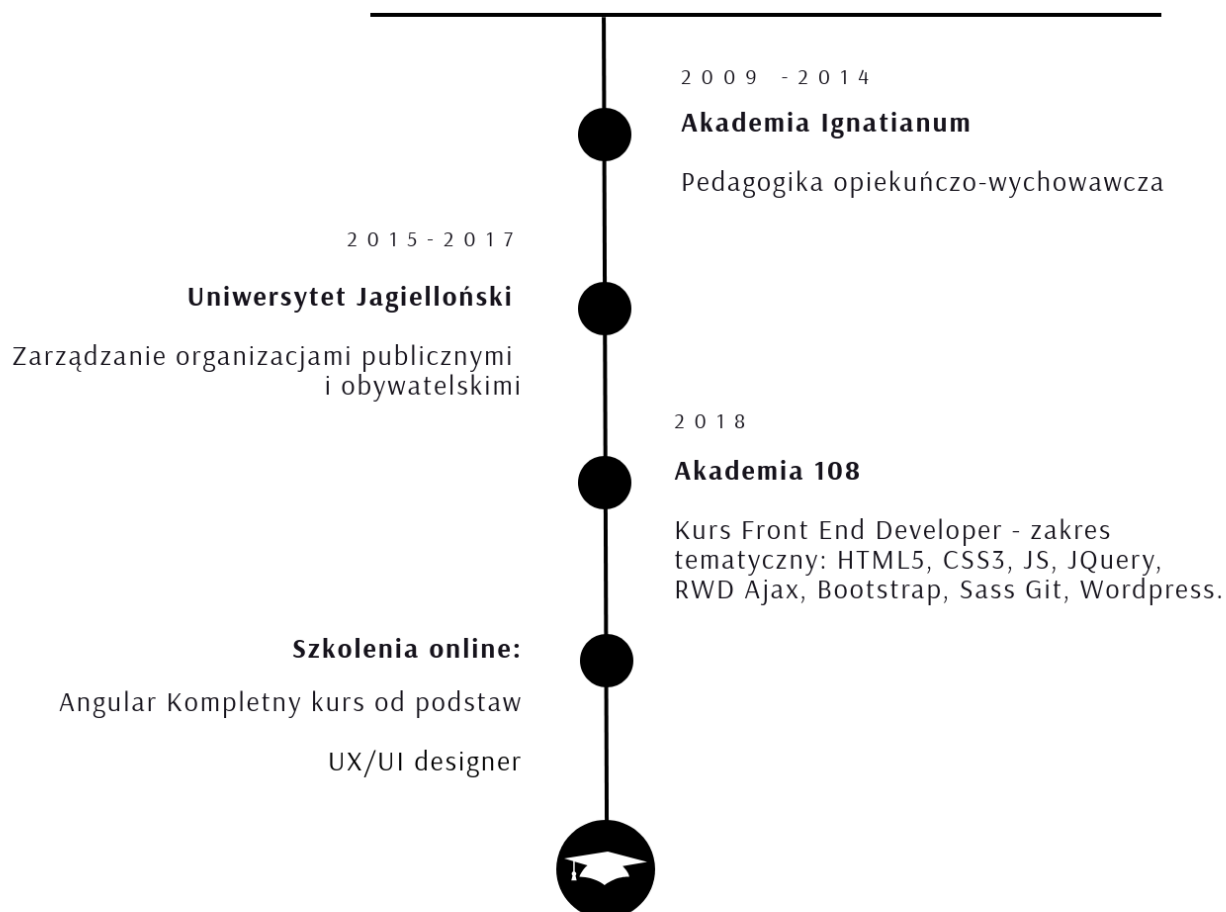 2009 -2014
Akademia Ignatianum
Pedagogika opiekuńczo-wychowawcza
2015-2017
Uniwersytet Jagielloński
Zarządzanie organizacjami publicznymi
i obywatelskimi
2018
Akademia 108
Kurs Front End Developer - zakres
tematyczny: HTML5, CSS3, JS, JQuery,
RWD Ajax, Bootstrap, Sass Git, Wordpress.
Szkolenia online:
Angular Kompletny kurs od podstaw
UX/UI designer